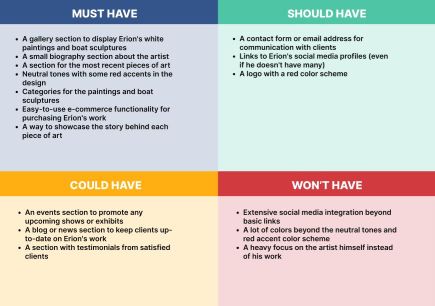 MUST HAVE
• A gallery section to display Erion's white
paintings and boat sculptures
• A small biography section about the artist
• A section for the most recent pieces of art
• Neutral tones with some red accents in the
design
• Categories for the paintings and boat
sculptures
• Easy-to-use e-commerce functionality for
purchasing Erion's work
• A way to showcase the story behind each
piece of art
SHOULD HAVE
• A contact form or email address for
communication with clients
• Links to Erion's social media profiles (even
if he doesn't have many)
• A logo with a red color scheme
COULD HAVE
• An events section to promote any
upcoming shows or exhibits
• A blog or news section to keep clients up-
to-date on Erion's work
• A section with testimonials from satisfied
clients
WON'T HAVE
• Extensive social media integration beyond
basic links
• A lot of colors beyond the neutral tones and
red accent color scheme
• A heavy focus on the artist himself instead
of his work